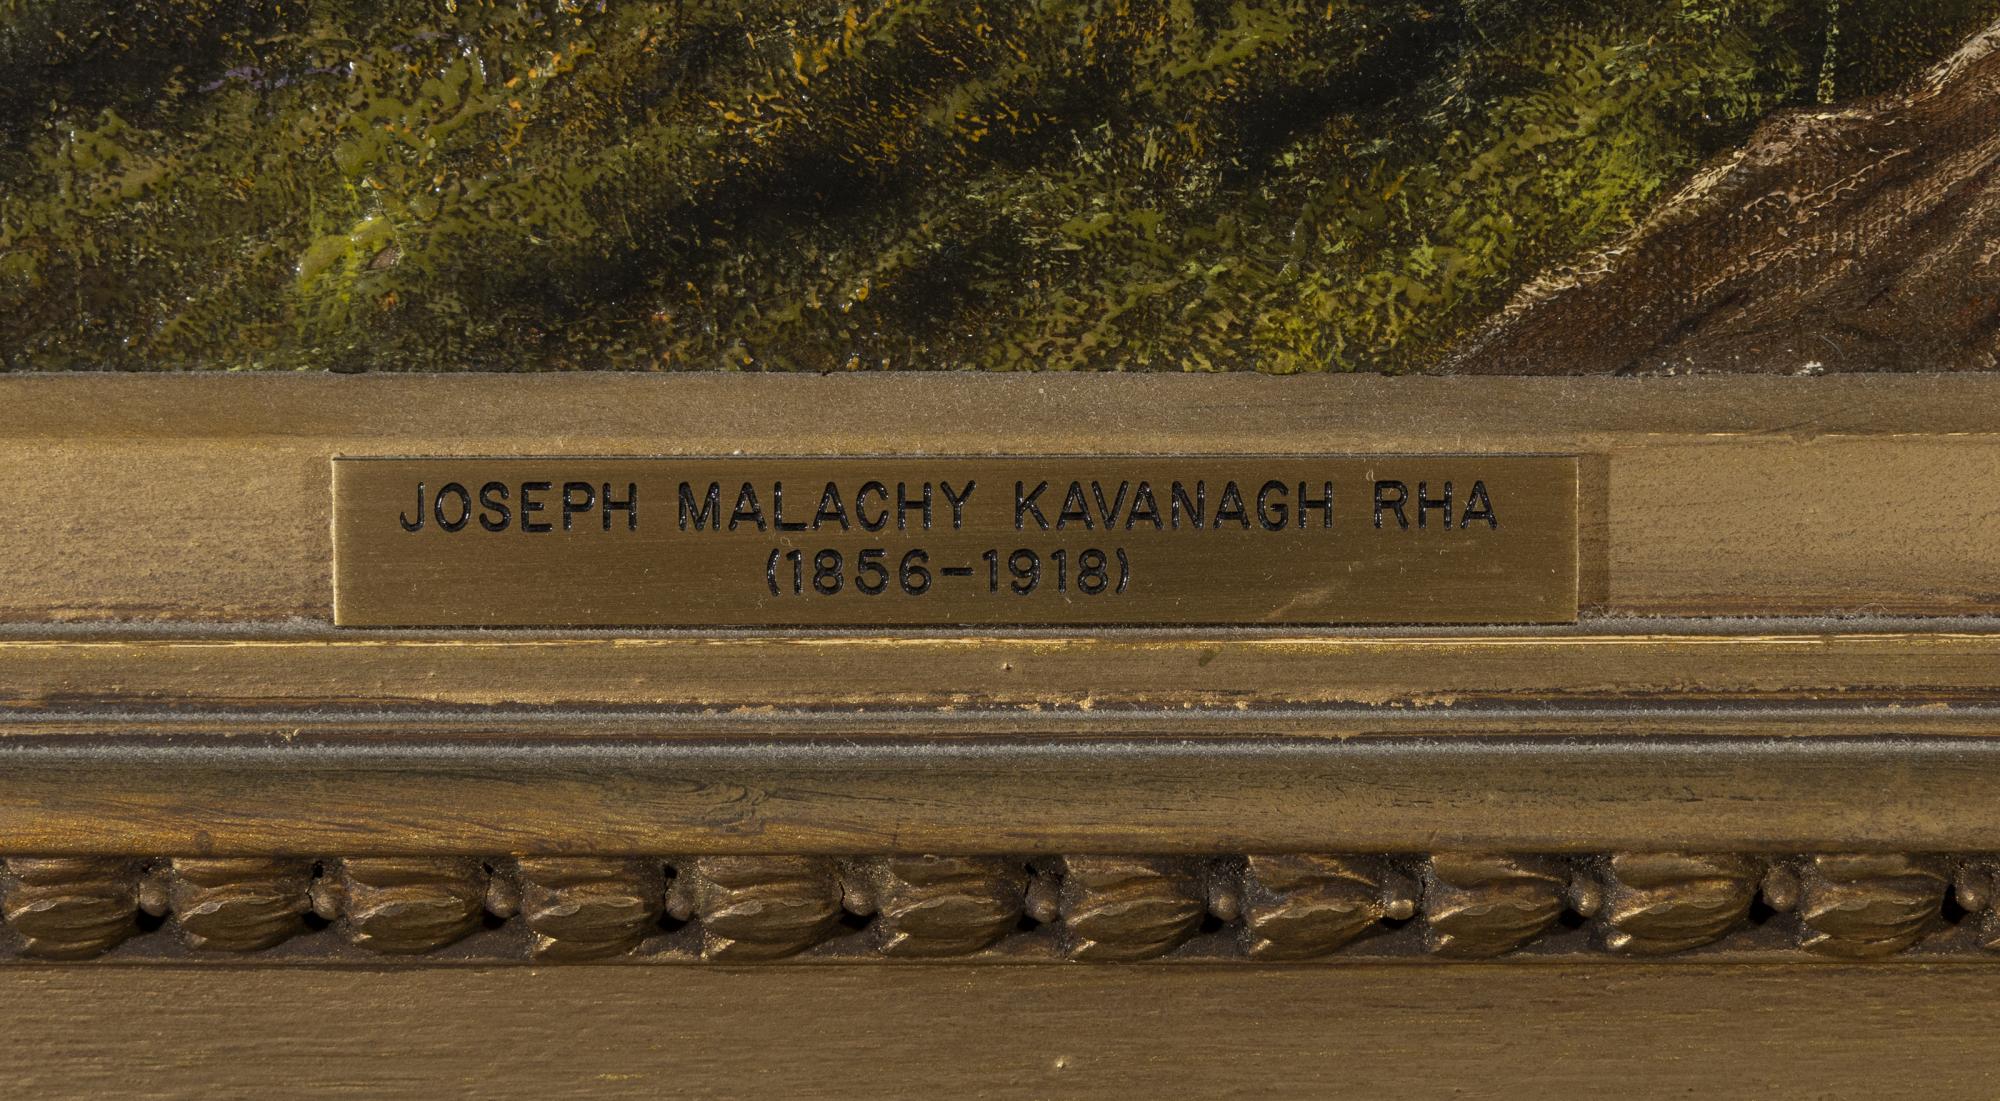 JOSEPH MALACHY KAVANAGH RHA
(1856-1918)